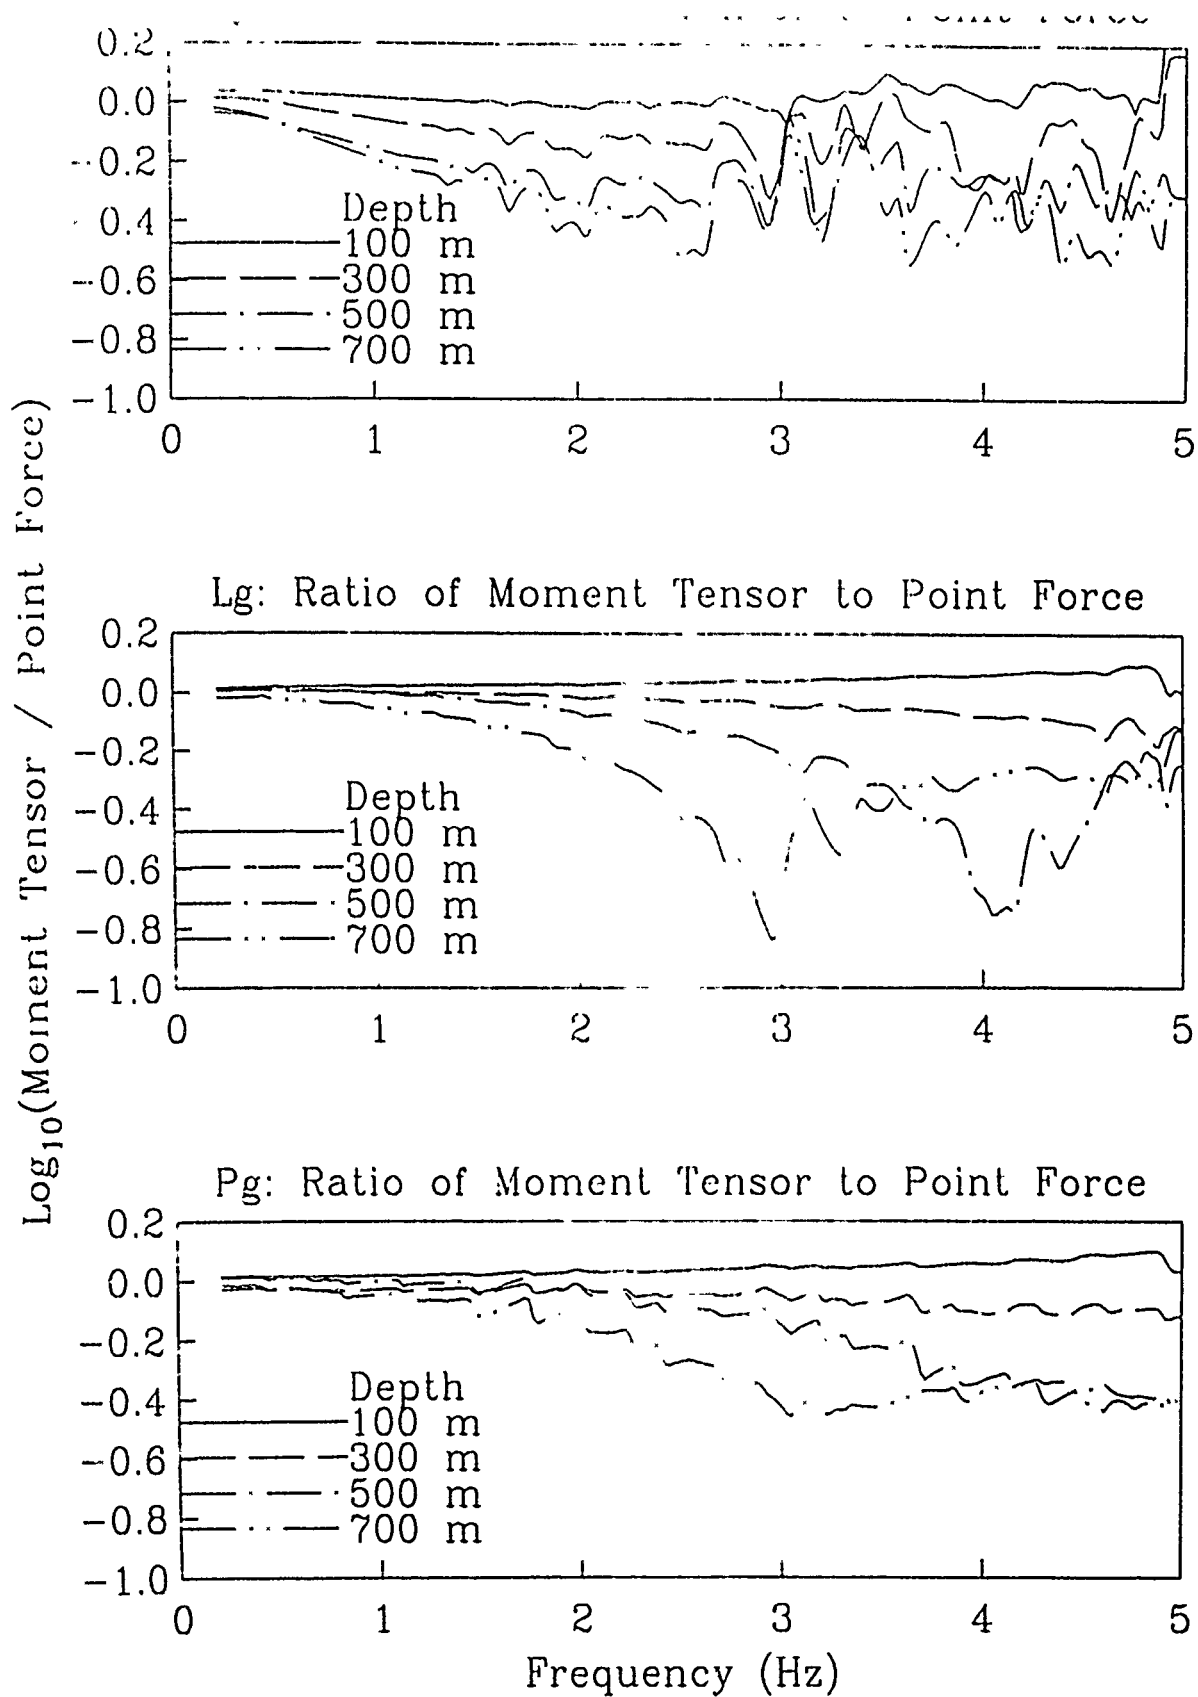 Point Force
0.2
0.0
-0.2
-0.4
-0.6
-0.8
-1.0
Depth
100 m
300 m
500 m
700 m
0 1 2 3 4 5
Log10(Moment Tensor / Point Force)
Lg: Ratio of Moment Tensor to Point Force
0.2
0.0
-0.2
-0.4
-0.6
-0.8
-1.0
Depth
100 m
300 m
500 m
700 m
0 1 2 3 4 5
Pg: Ratio of Moment Tensor to Point Force
0.2
0.0
-0.2
-0.4
-0.6
-0.8
-1.0
Depth
100 m
300 m
500 m
700 m
0 1 2 3 4 5
Frequency (Hz)